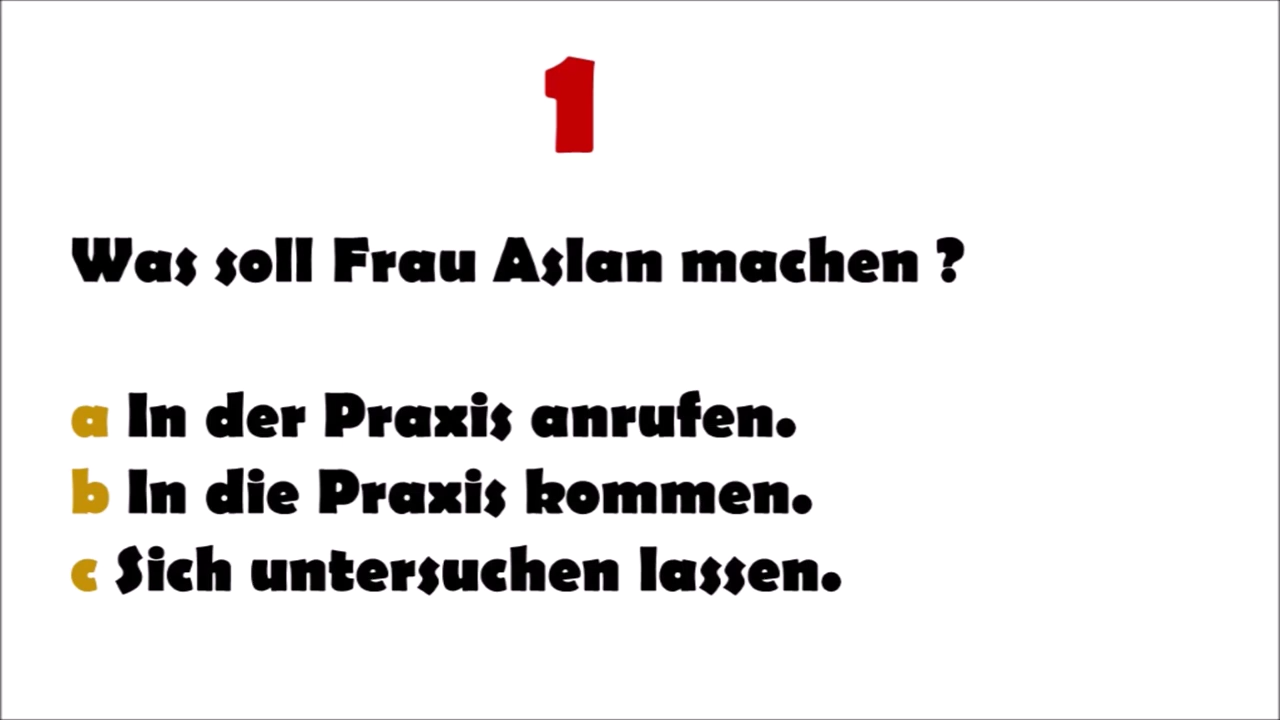 1
Was soll Frau Aslan machen ?
a In der Praxis anrufen.
b In die Praxis kommen.
c Sich untersuchen lassen.